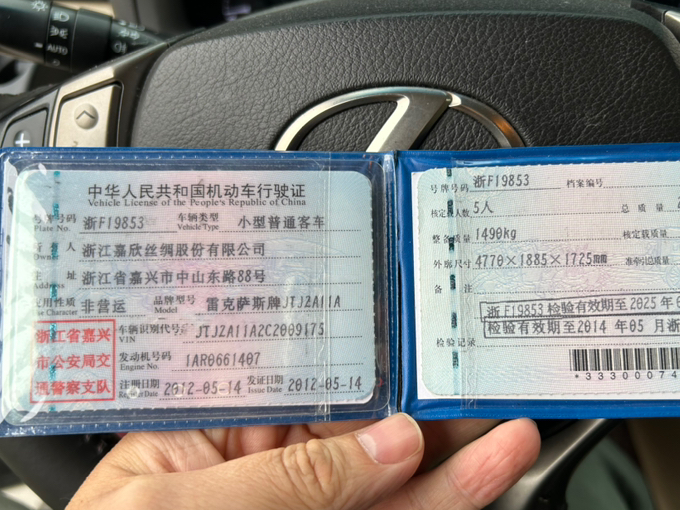 AUTO
中华人民共和国机动车行驶证
Vehicle License of the People's Republic of China
号牌号码 浙F19853 车辆类型 小型普通客车
Plate No. Vehicle Type
浙江嘉欣丝绸股份有限公司
Owner
住 址 浙江省嘉兴市中山东路88号
Address
使用性质 非营运 品牌型号 雷克萨斯牌JTJ2A11A
Use Character Model
浙江省嘉兴
市公安局交
通警察支队
车辆识别代号 JTJ2A11A2C2009175
VIN
发动机号码 1AR0661407
Engine No.
注册日期 2012-05-14 发证日期 2012-05-14
Register Date Issue Date
号牌号码 浙F19853 档案编号
核定载人数 5人 总 质 量
整备质量 1490kg 核定载质量
外廓尺寸 4770×1885×1725mm 准牵引总质量
备 注
浙F19853 检验有效期至2025年
检验有效期至2014年05月浙
检验记录
*33300074